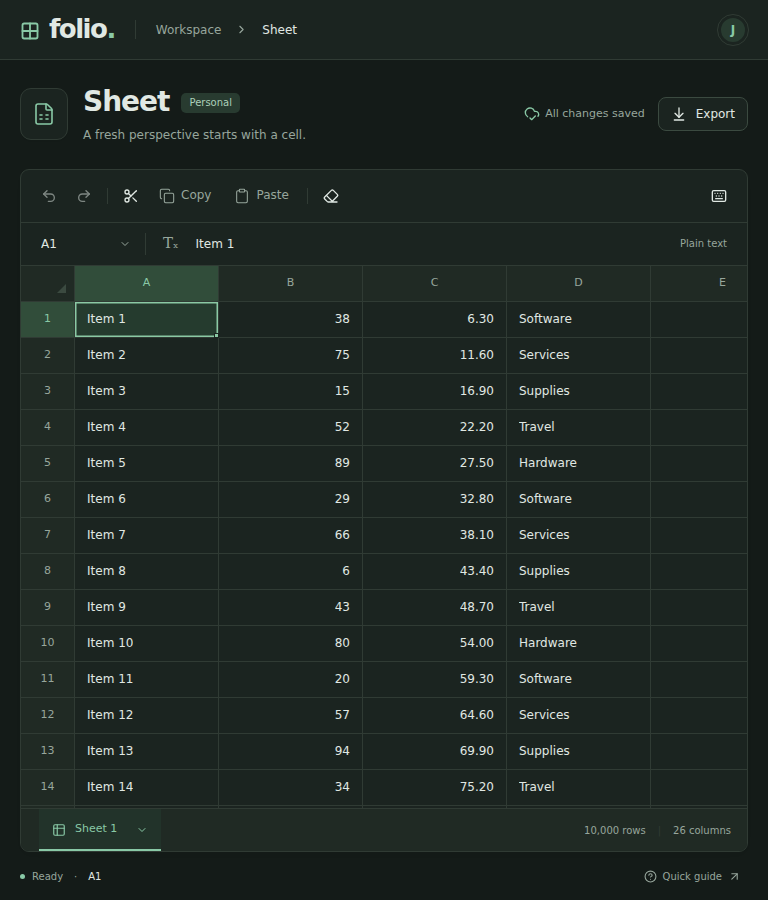 folio.
Workspace > Sheet
J
Sheet Personal
A fresh perspective starts with a cell.
All changes saved
Export
Copy Paste
A1 Tx Item 1 Plain text
A B C D E
1 Item 1 38 6.30 Software
2 Item 2 75 11.60 Services
3 Item 3 15 16.90 Supplies
4 Item 4 52 22.20 Travel
5 Item 5 89 27.50 Hardware
6 Item 6 29 32.80 Software
7 Item 7 66 38.10 Services
8 Item 8 6 43.40 Supplies
9 Item 9 43 48.70 Travel
10 Item 10 80 54.00 Hardware
11 Item 11 20 59.30 Software
12 Item 12 57 64.60 Services
13 Item 13 94 69.90 Supplies
14 Item 14 34 75.20 Travel
Sheet 1 10,000 rows 26 columns
Ready · A1 Quick guide